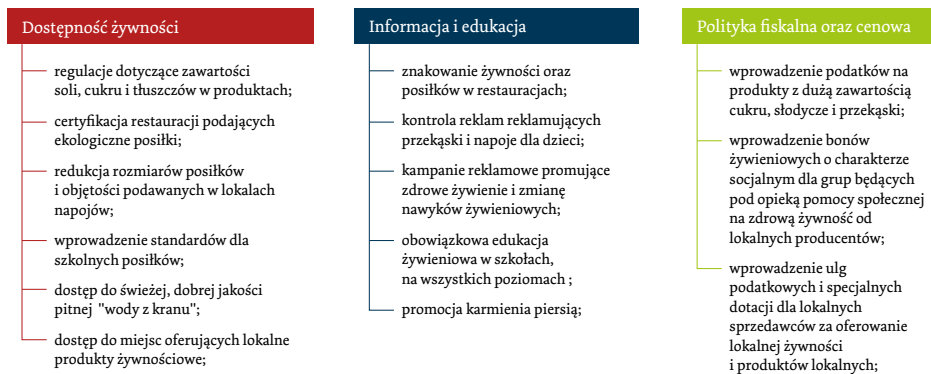 Dostępność żywności
regulacje dotyczące zawartości
soli, cukru i tłuszczów w produktach;
certyfikacja restauracji podających
ekologiczne posiłki;
redukcja rozmiarów posiłków
i objętości podawanych w lokalach
napojów;
wprowadzenie standardów dla
szkolnych posiłków;
dostęp do świeżej, dobrej jakości
pitnej "wody z kranu";
dostęp do miejsc oferujących lokalne
produkty żywnościowe;
Informacja i edukacja
znakowanie żywności oraz
posiłków w restauracjach;
kontrola reklam reklamujących
przekąski i napoje dla dzieci;
kampanie reklamowe promujące
zdrowe żywienie i zmianę
nawyków żywieniowych;
obowiązkowa edukacja
żywieniowa w szkołach,
na wszystkich poziomach ;
promocja karmienia piersią;
Polityka fiskalna oraz cenowa
wprowadzenie podatków na
produkty z dużą zawartością
cukru, słodycze i przekąski;
wprowadzenie bonów
żywieniowych o charakterze
socjalnym dla grup będących
pod opieką pomocy społecznej
na zdrową żywność od
lokalnych producentów;
wprowadzenie ulg
podatkowych i specjalnych
dotacji dla lokalnych
sprzedawców za oferowanie
lokalnej żywności
i produktów lokalnych;